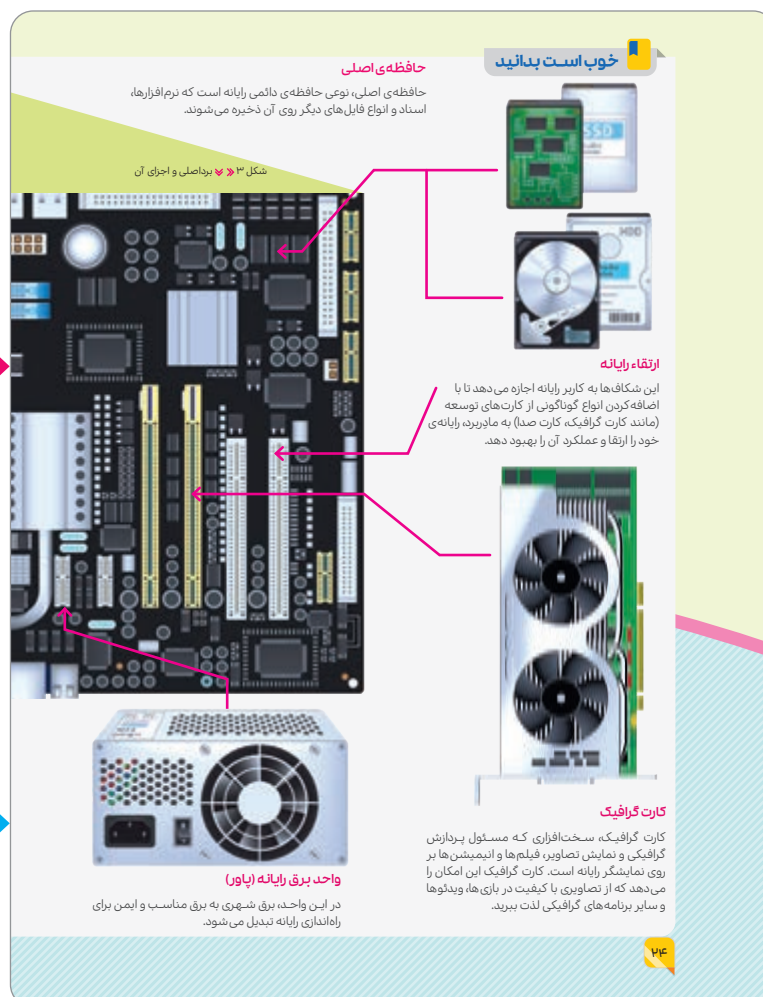 خوب است بدانید
حافظه‌ی اصلی
حافظه‌ی اصلی، نوعی حافظه‌ی دائمی رایانه است که نرم‌افزارها،
اسناد و انواع فایل‌های دیگر روی آن ذخیره می‌شوند.
شکل ۳ برداصلی و اجزای آن
SSD
HDD
ارتقاء رایانه
این شکاف‌ها به کاربر رایانه اجازه می‌دهد تا با
اضافه‌کردن انواع گوناگونی از کارت‌های توسعه
(مانند کارت گرافیک، کارت صدا) به مادربرد، رایانه‌ی
خود را ارتقا و عملکرد آن را بهبود دهد.
کارت گرافیک
کارت گرافیک، سخت‌افزاری که مسئول پردازش
گرافیکی و نمایش تصاویر، فیلم‌ها و انیمیشن‌ها بر
روی نمایشگر رایانه است. کارت گرافیک این امکان را
می‌دهد که از تصاویری با کیفیت در بازی‌ها، ویدئوها
و سایر برنامه‌های گرافیکی لذت ببرید.
واحد برق رایانه (پاور)
در این واحد، برق شهری به برق مناسب و ایمن برای
راه‌اندازی رایانه تبدیل می‌شود.
۲۴